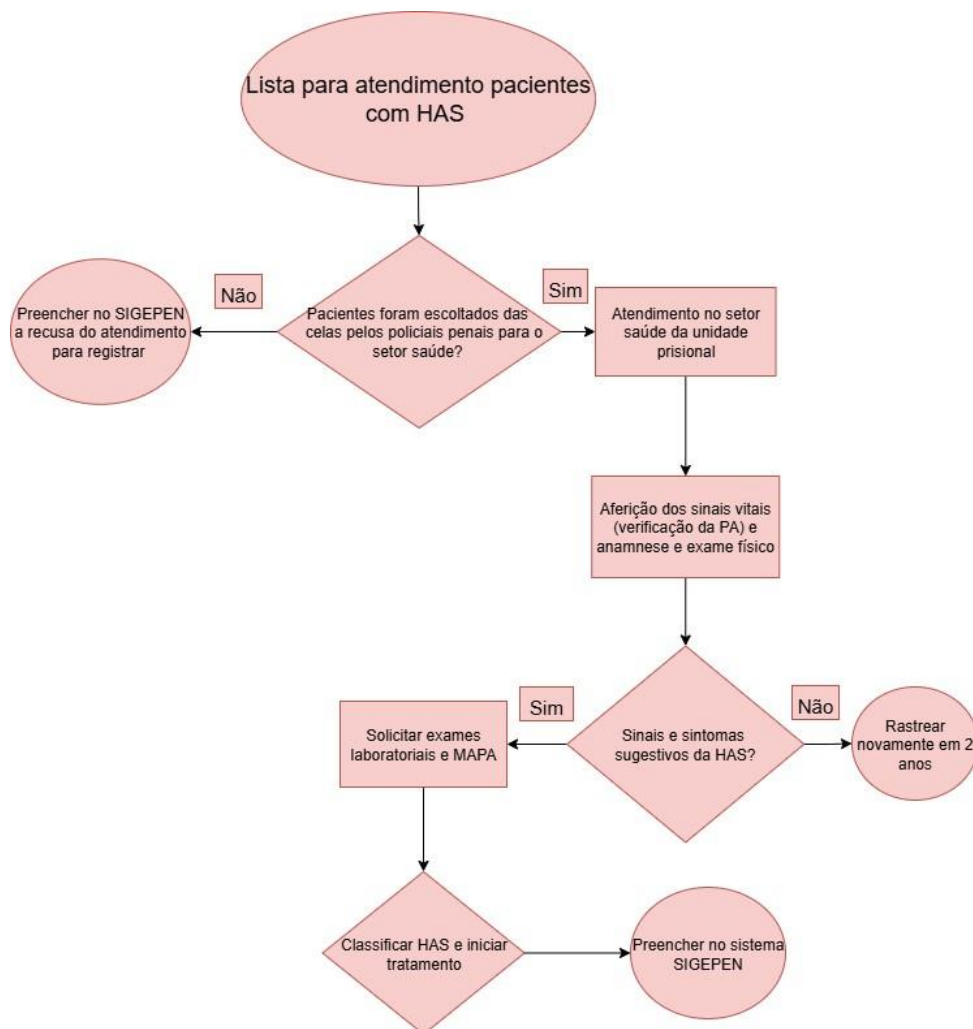 Lista para atendimento pacientes
com HAS
Não
Sim
Preencher no SIGEPEN
a recusa do atendimento
para registrar
Pacientes foram escoltados das
celas pelos policiais penais para o
setor saúde?
Atendimento no setor
saúde da unidade
prisional
Aferição dos sinais vitais
(verificação da PA) e
anamnese e exame físico
Sim
Não
Solicitar exames
laboratoriais e MAPA
Sinais e sintomas
sugestivos da HAS?
Rastrear
novamente em 2
anos
Classificar HAS e iniciar
tratamento
Preencher no sistema
SIGEPEN